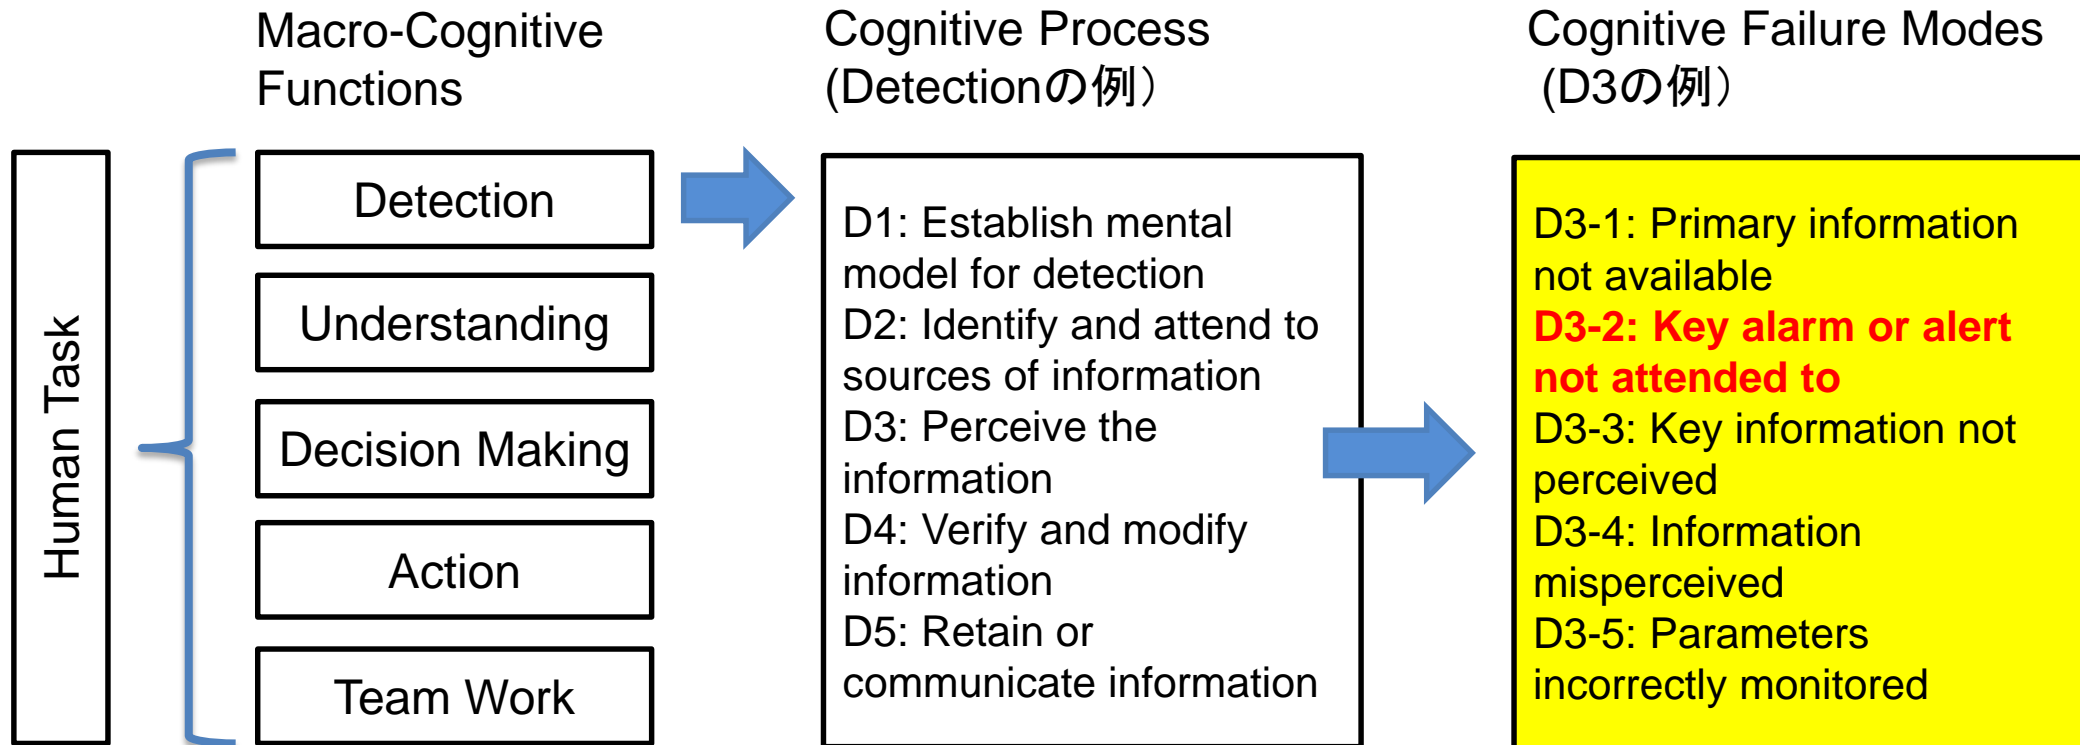 Macro-Cognitive
Functions
Cognitive Process
(Detectionの例）
Cognitive Failure Modes
(D3の例）
Human Task
Detection
Understanding
Decision Making
Action
Team Work
D1: Establish mental
model for detection
D2: Identify and attend to
sources of information
D3: Perceive the
information
D4: Verify and modify
information
D5: Retain or
communicate information
D3-1: Primary information
not available
D3-2: Key alarm or alert
not attended to
D3-3: Key information not
perceived
D3-4: Information
misperceived
D3-5: Parameters
incorrectly monitored